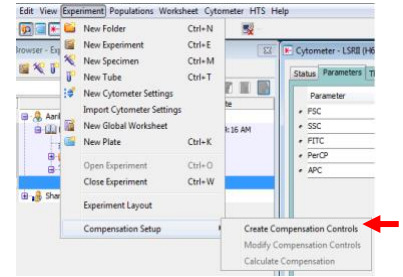 Edit View Experiment Populations Worksheet Cytometer HTS Help
New Folder Ctrl+N
New Experiment Ctrl+E
New Specimen Ctrl+M
New Tube Ctrl+T
New Cytometer Settings
Import Cytometer Settings
New Global Worksheet
New Plate Ctrl+K
Open Experiment Ctrl+O
Close Experiment Ctrl+W
Experiment Layout
Compensation Setup
Create Compensation Controls
Modify Compensation Controls
Calculate Compensation
Cytometer - LSRII (H6
Status Parameters
Parameter
FSC
SSC
FITC
PerCP
APC